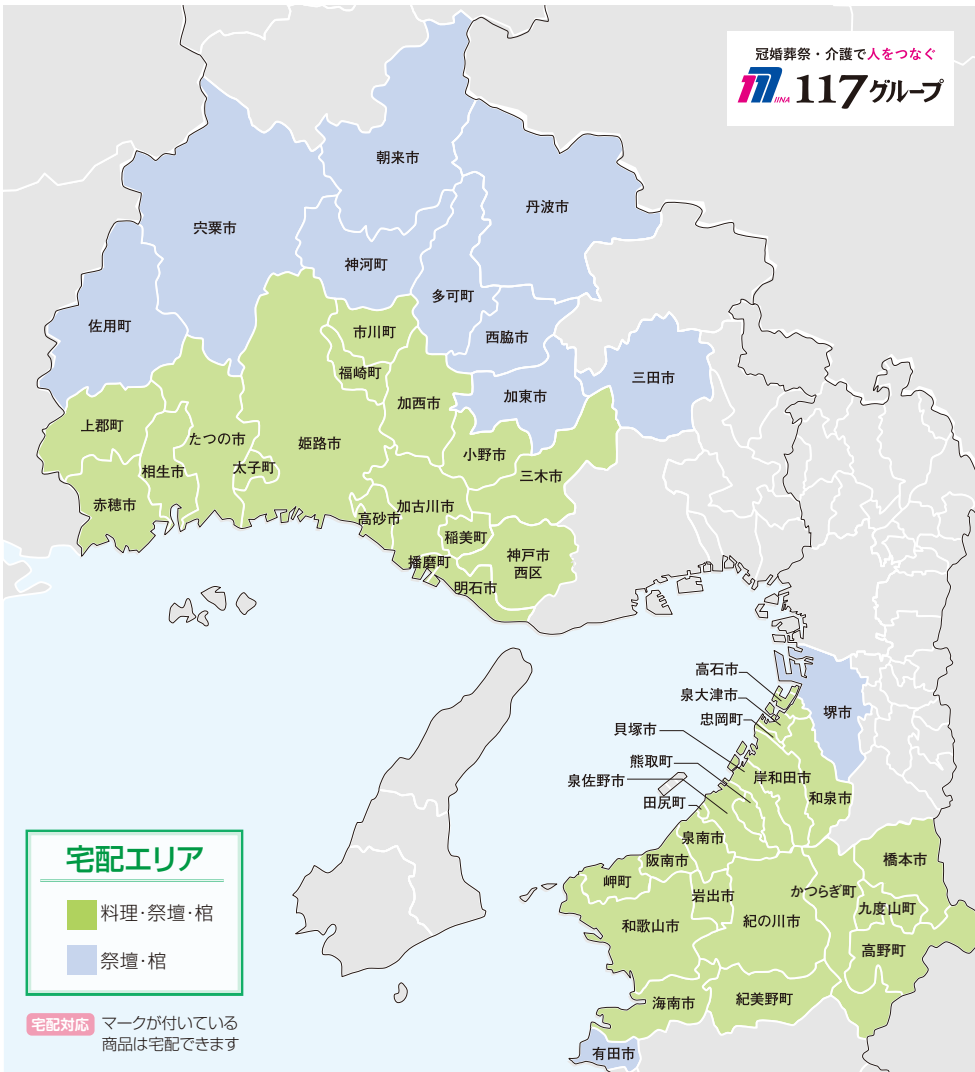 冠婚葬祭・介護で人をつなぐ
IINA 117グループ
朝来市
丹波市
宍粟市
神河町
多可町
佐用町
市川町
西脇市
福崎町
三田市
加西市
加東市
上郡町
たつの市
姫路市
小野市
太子町
相生市
三木市
赤穂市
加古川市
高砂市
稲美町
神戸市
西区
播磨町
明石市
高石市
泉大津市
堺市
忠岡町
貝塚市
熊取町
岸和田市
泉佐野市
和泉市
田尻町
泉南市
阪南市
橋本市
岬町
かつらぎ町
岩出市
九度山町
和歌山市
紀の川市
高野町
海南市
紀美野町
有田市
宅配エリア
料理・祭壇・棺
祭壇・棺
宅配対応 マークが付いている
商品は宅配できます